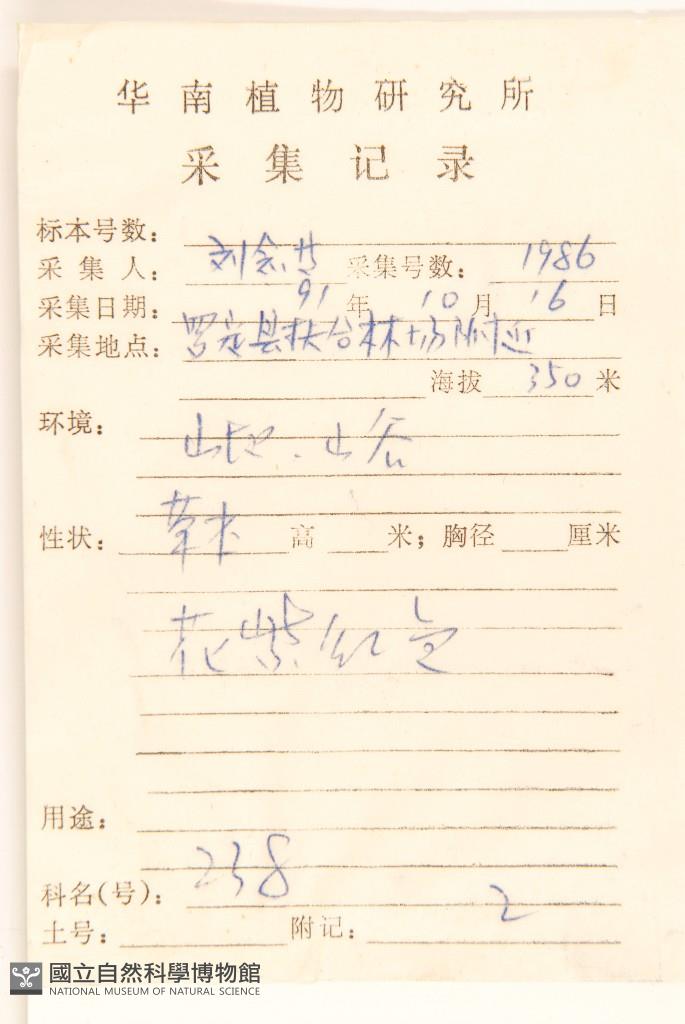 华南植物研究所
采集记录
标本号数：
采集人： 刘念 采集号数： 1986
采集日期： 91 年 10 月 16 日
采集地点： 罗定县扶合林场附近
海拔 350 米
环境：
山地．山谷
性状： 草本 高 米；胸径 厘米
花紫红色
用途：
238
科名(号)：
2
土号： 附记：
國立自然科學博物館
NATIONAL MUSEUM OF NATURAL SCIENCE